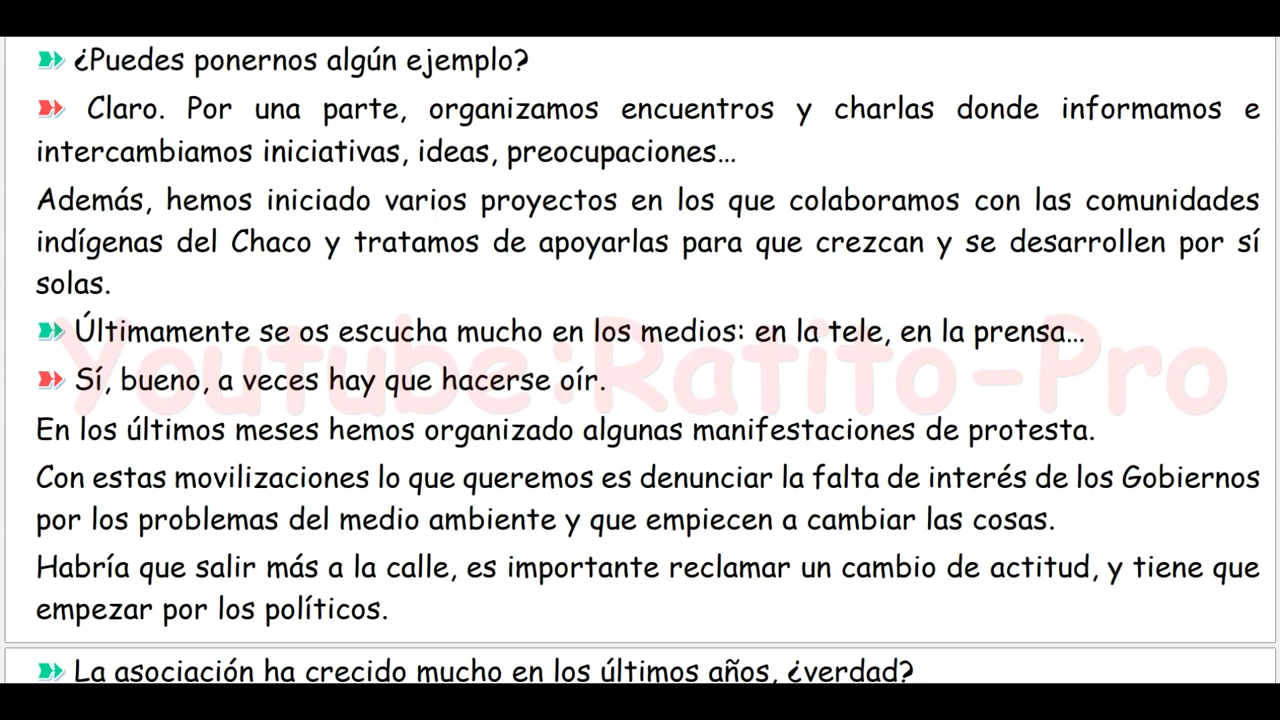 ¿Puedes ponernos algún ejemplo?
Claro. Por una parte, organizamos encuentros y charlas donde informamos e
intercambiamos iniciativas, ideas, preocupaciones...
Además, hemos iniciado varios proyectos en los que colaboramos con las comunidades
indígenas del Chaco y tratamos de apoyarlas para que crezcan y se desarrollen por sí
solas.
Últimamente se os escucha mucho en los medios: en la tele, en la prensa...
Youtube:Ratito-Pro
Sí, bueno, a veces hay que hacerse oír.
En los últimos meses hemos organizado algunas manifestaciones de protesta.
Con estas movilizaciones lo que queremos es denunciar la falta de interés de los Gobiernos
por los problemas del medio ambiente y que empiecen a cambiar las cosas.
Habría que salir más a la calle, es importante reclamar un cambio de actitud, y tiene que
empezar por los políticos.
La asociación ha crecido mucho en los últimos años, ¿verdad?